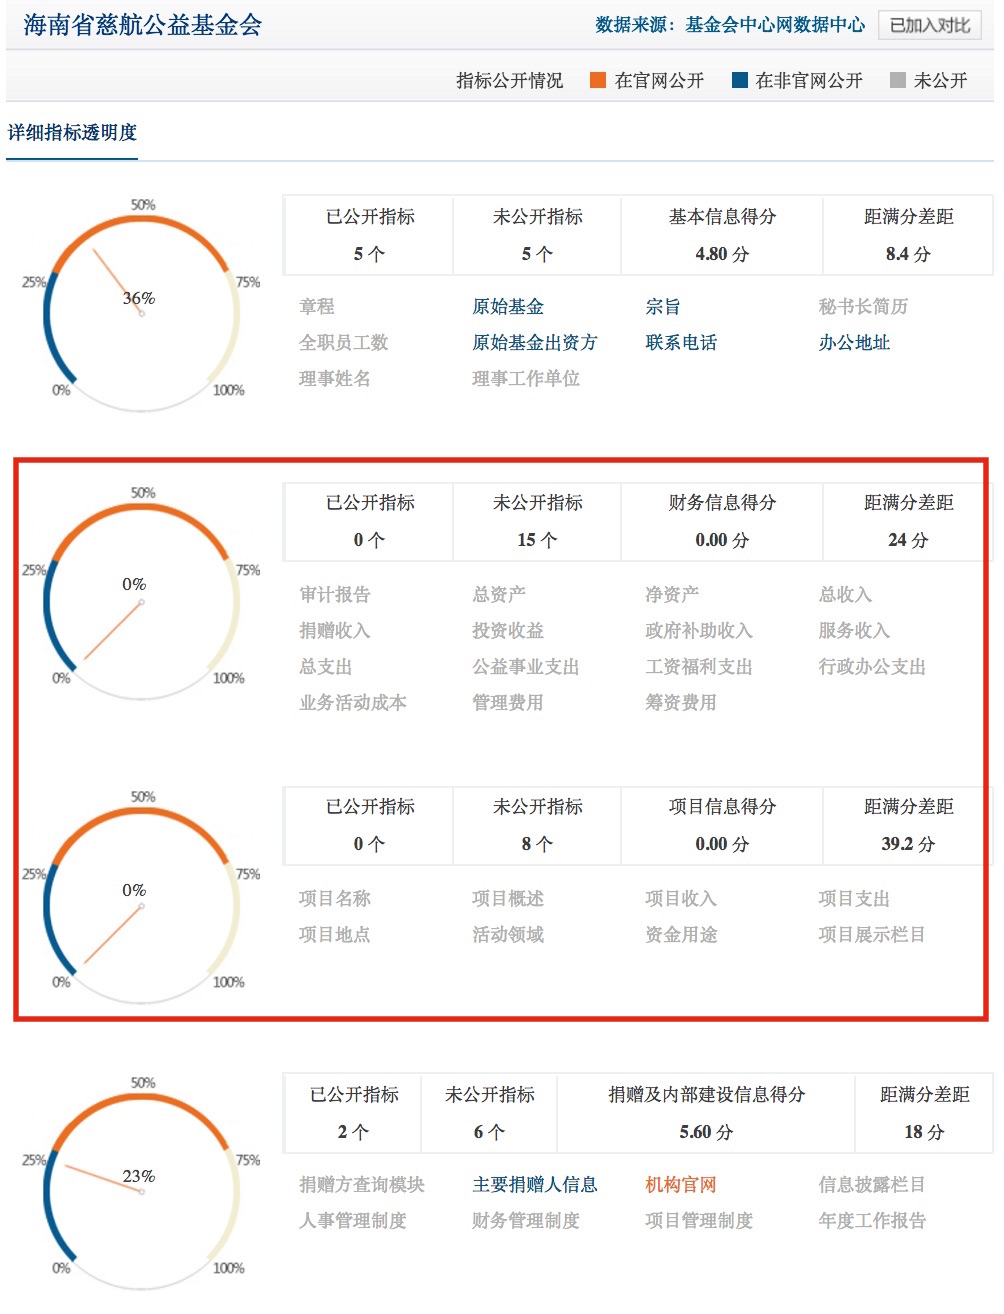 海南省慈航公益基金会 数据来源：基金会中心网数据中心 已加入对比
指标公开情况 在官网公开 在非官网公开 未公开
详细指标透明度
50%
25% 75%
36%
0% 100%
已公开指标 未公开指标 基本信息得分 距满分差距
5 个 5 个 4.80 分 8.4 分
章程 原始基金 宗旨 秘书长简历
全职员工数 原始基金出资方 联系电话 办公地址
理事姓名 理事工作单位
50%
25% 75%
0%
0% 100%
已公开指标 未公开指标 财务信息得分 距满分差距
0 个 15 个 0.00 分 24 分
审计报告 总资产 净资产 总收入
捐赠收入 投资收益 政府补助收入 服务收入
总支出 公益事业支出 工资福利支出 行政办公支出
业务活动成本 管理费用 筹资费用
50%
25% 75%
0%
0% 100%
已公开指标 未公开指标 项目信息得分 距满分差距
0 个 8 个 0.00 分 39.2 分
项目名称 项目概述 项目收入 项目支出
项目地点 活动领域 资金用途 项目展示栏目
50%
25% 75%
23%
0% 100%
已公开指标 未公开指标 捐赠及内部建设信息得分 距满分差距
2 个 6 个 5.60 分 18 分
捐赠方查询模块 主要捐赠人信息 机构官网 信息披露栏目
人事管理制度 财务管理制度 项目管理制度 年度工作报告